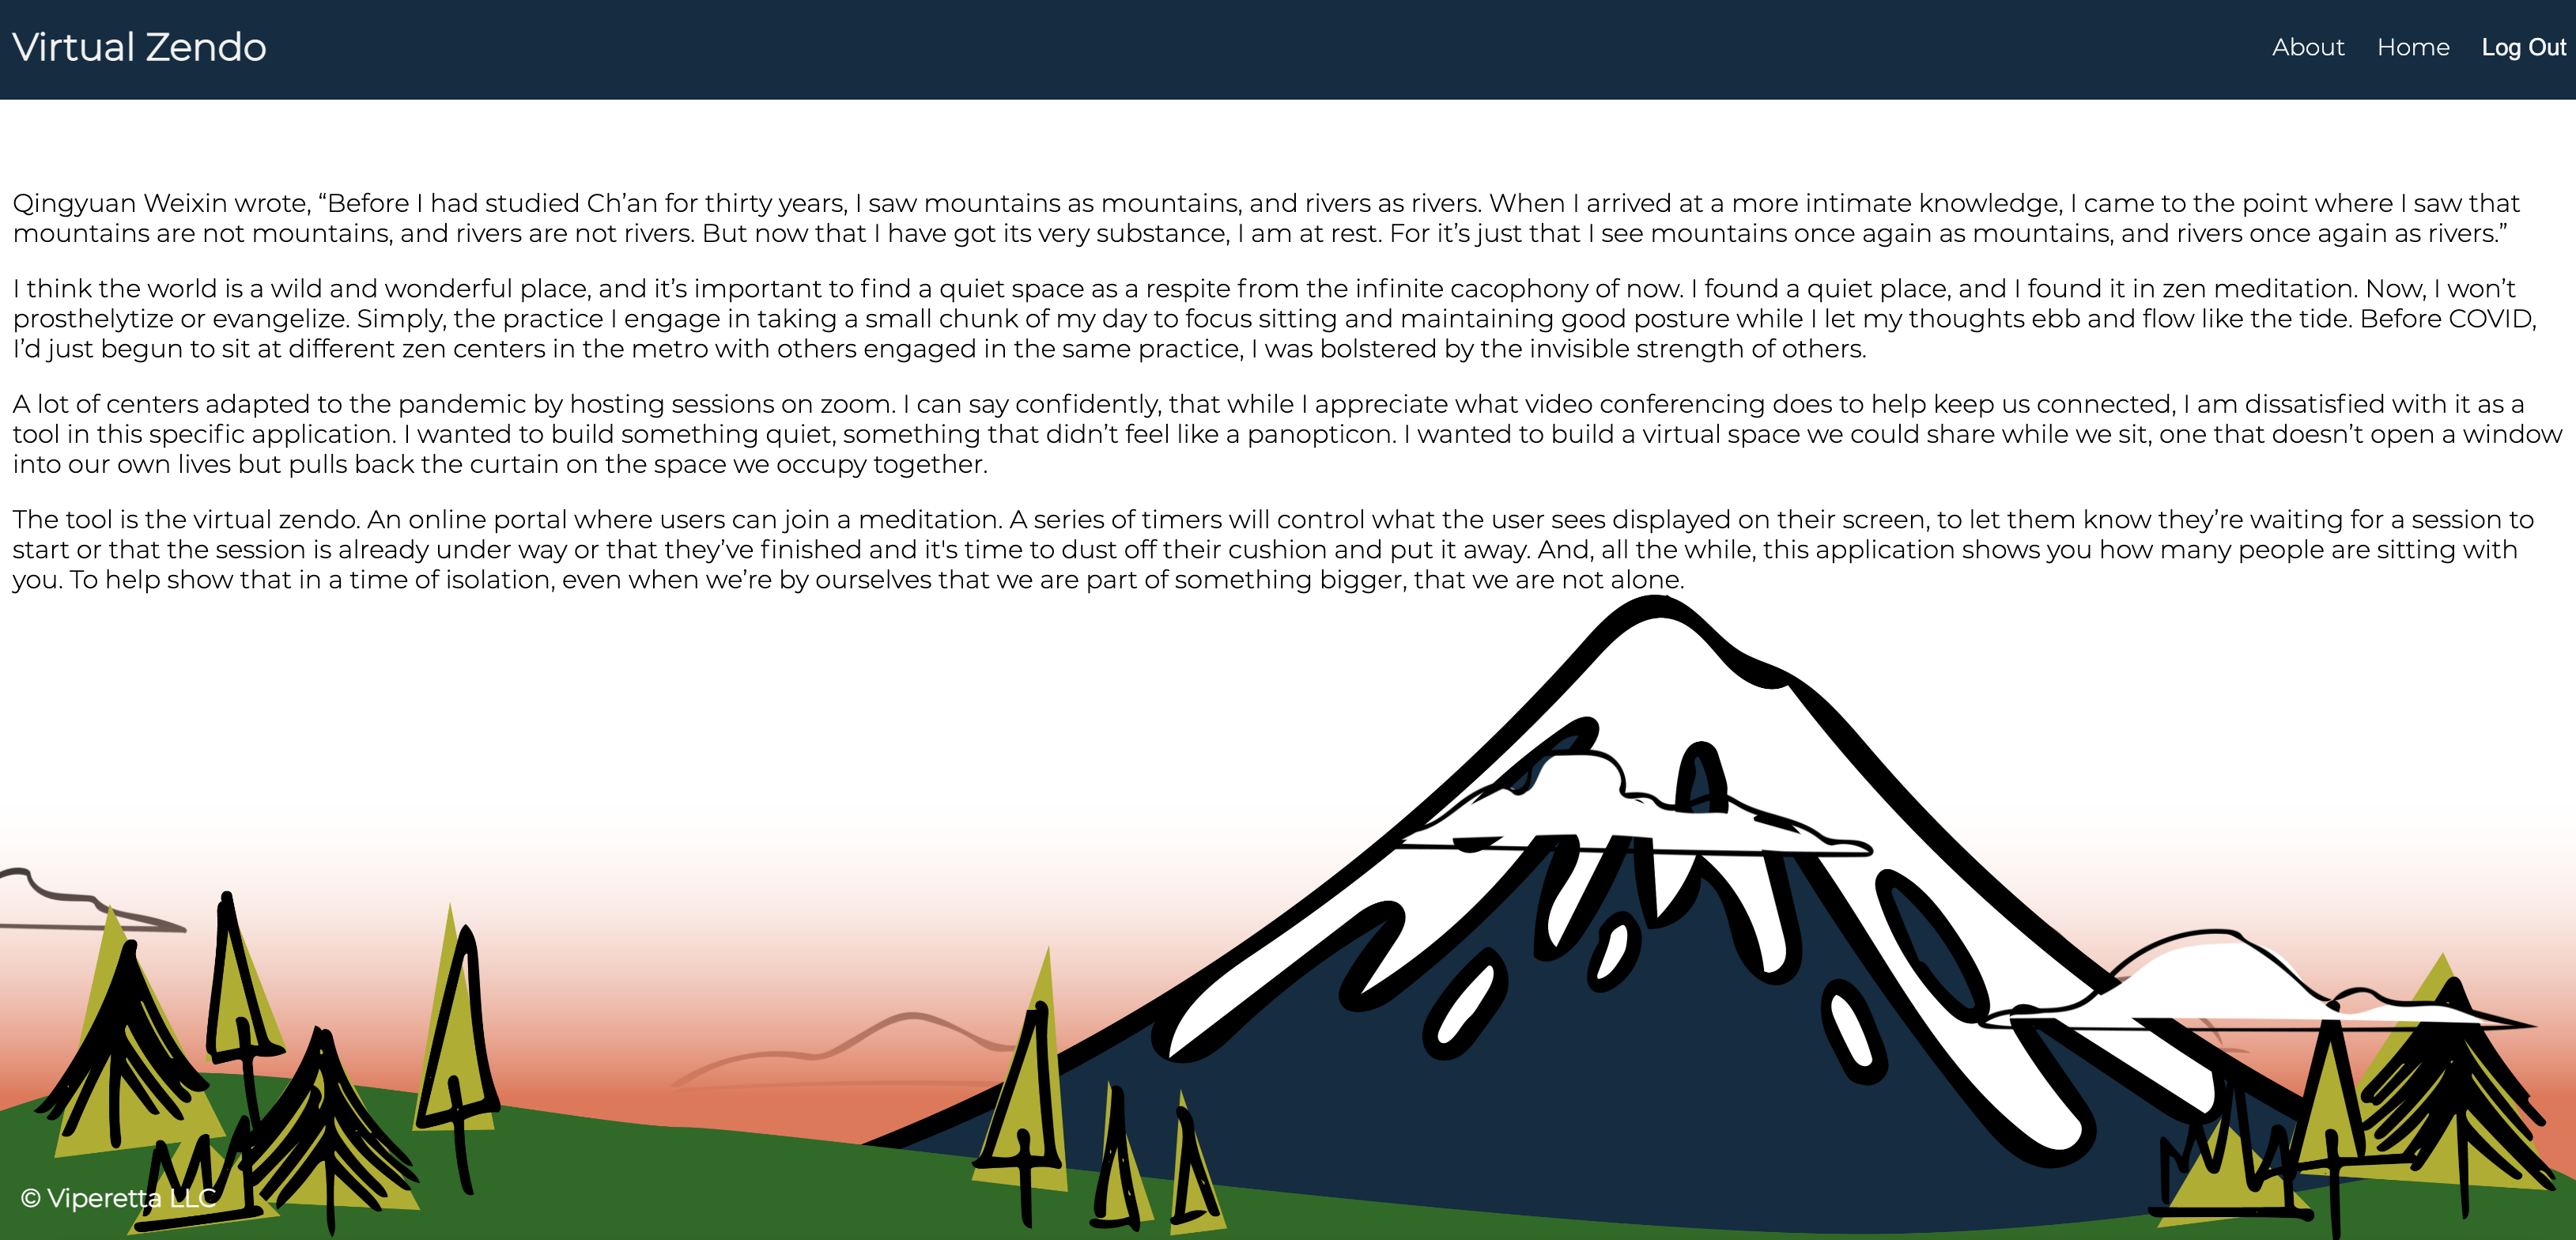 Virtual Zendo
About Home Log Out
Qingyuan Weixin wrote, “Before I had studied Ch’an for thirty years, I saw mountains as mountains, and rivers as rivers. When I arrived at a more intimate knowledge, I came to the point where I saw that
mountains are not mountains, and rivers are not rivers. But now that I have got its very substance, I am at rest. For it’s just that I see mountains once again as mountains, and rivers once again as rivers.”
I think the world is a wild and wonderful place, and it’s important to find a quiet space as a respite from the infinite cacophony of now. I found a quiet place, and I found it in zen meditation. Now, I won’t
prosthelytize or evangelize. Simply, the practice I engage in taking a small chunk of my day to focus sitting and maintaining good posture while I let my thoughts ebb and flow like the tide. Before COVID,
I’d just begun to sit at different zen centers in the metro with others engaged in the same practice, I was bolstered by the invisible strength of others.
A lot of centers adapted to the pandemic by hosting sessions on zoom. I can say confidently, that while I appreciate what video conferencing does to help keep us connected, I am dissatisfied with it as a
tool in this specific application. I wanted to build something quiet, something that didn’t feel like a panopticon. I wanted to build a virtual space we could share while we sit, one that doesn’t open a window
into our own lives but pulls back the curtain on the space we occupy together.
The tool is the virtual zendo. An online portal where users can join a meditation. A series of timers will control what the user sees displayed on their screen, to let them know they’re waiting for a session to
start or that the session is already under way or that they’ve finished and it's time to dust off their cushion and put it away. And, all the while, this application shows you how many people are sitting with
you. To help show that in a time of isolation, even when we’re by ourselves that we are part of something bigger, that we are not alone.
© Viperetta LLC